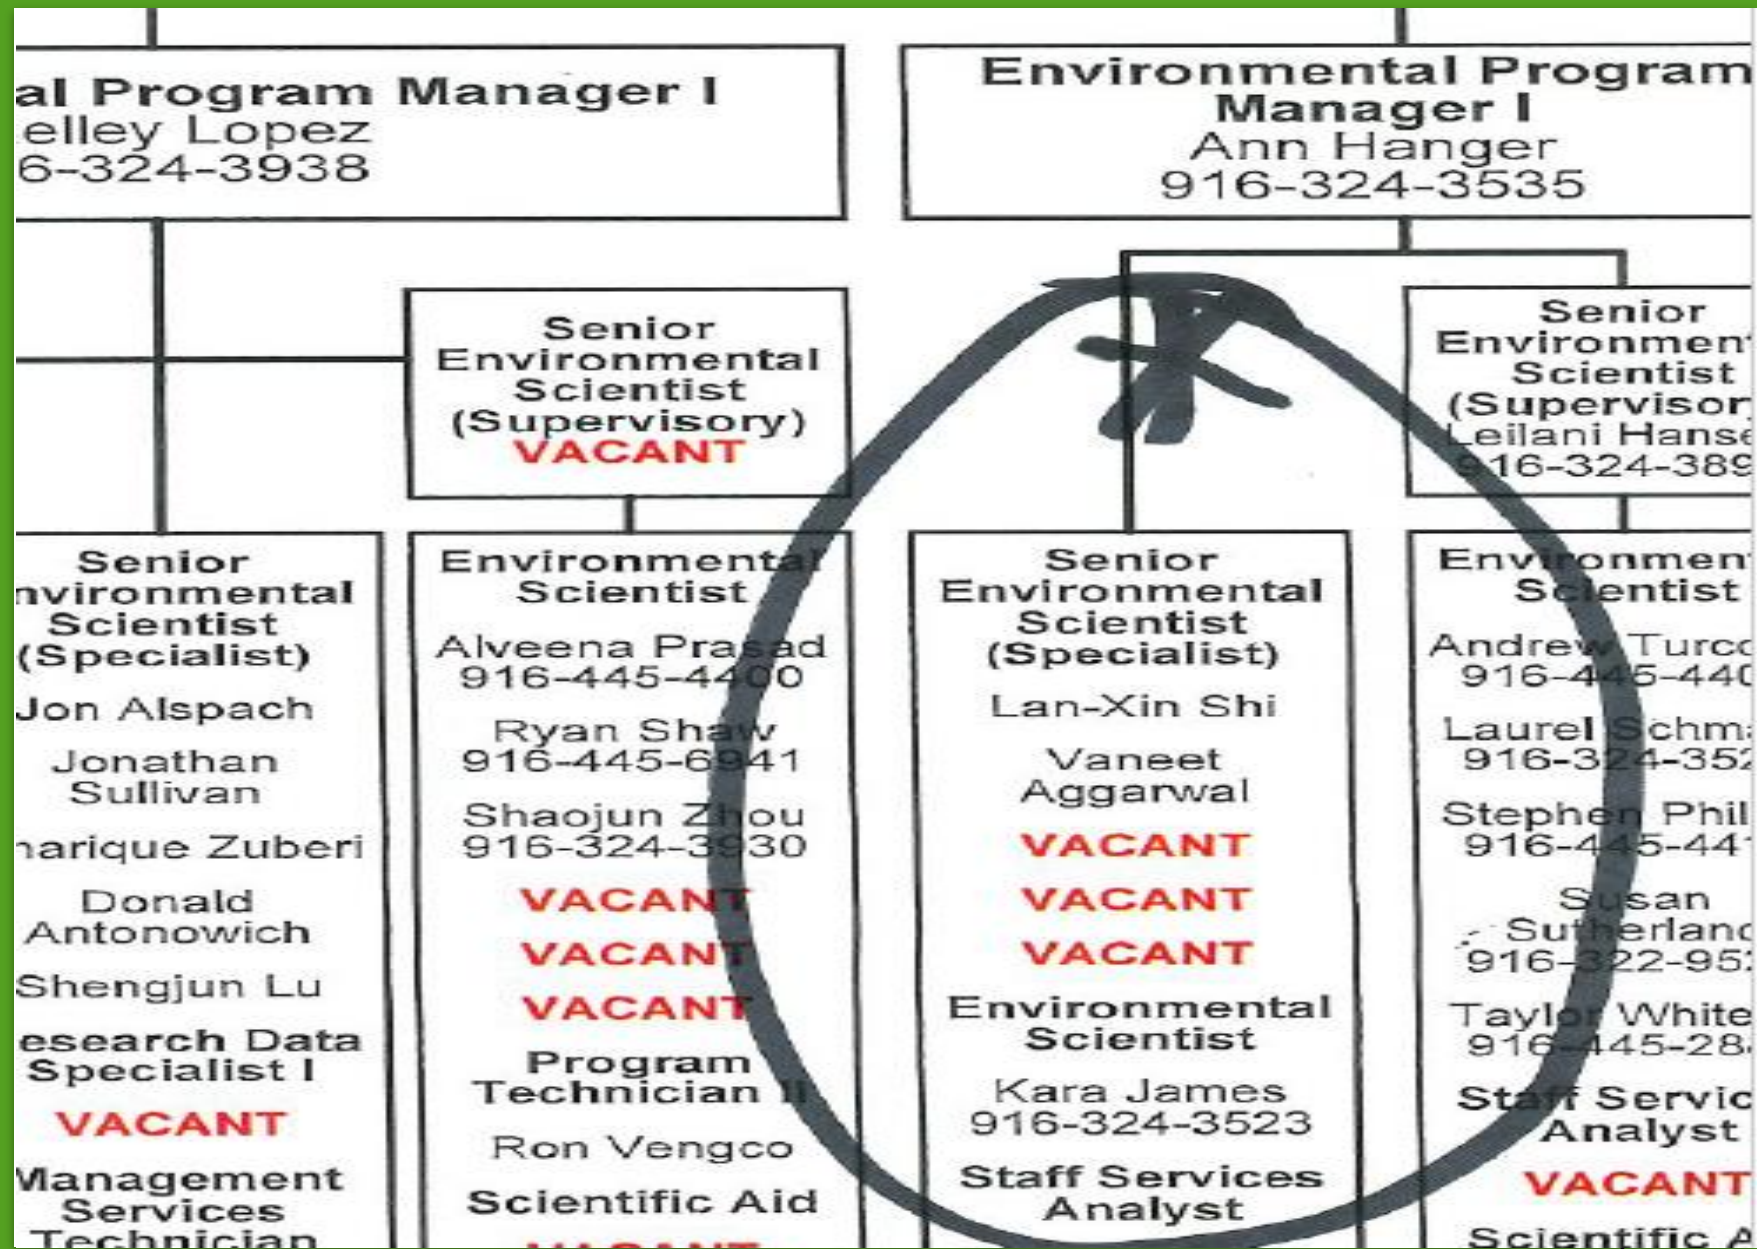 al Program Manager I
elley Lopez
6-324-3938
Environmental Program
Manager I
Ann Hanger
916-324-3535
Senior
Environmental
Scientist
(Supervisory)
VACANT
Senior
Environment
Scientist
(Supervisor
Leilani Hanse
916-324-389
Senior
nvironmental
Scientist
(Specialist)
Jon Alspach
Jonathan
Sullivan
harique Zuberi
Donald
Antonowich
Shengjun Lu
esearch Data
Specialist I
VACANT
Management
Services
Technician
Environmental
Scientist
Alveena Prasad
916-445-4400
Ryan Shaw
916-445-6941
Shaojun Zhou
916-324-3930
VACANT
VACANT
VACANT
Program
Technician II
Ron Vengco
Scientific Aid
VACANT
Senior
Environmental
Scientist
(Specialist)
Lan-Xin Shi
Vaneet
Aggarwal
VACANT
VACANT
VACANT
Environmental
Scientist
Kara James
916-324-3523
Staff Services
Analyst
Environment
Scientist
Andrew Turco
916-445-440
Laurel Schm
916-324-352
Stephen Phil
916-445-441
Susan
Sutherland
916-322-95
Taylor White
916-445-28
Staff Servic
Analyst
VACANT
Scientific A